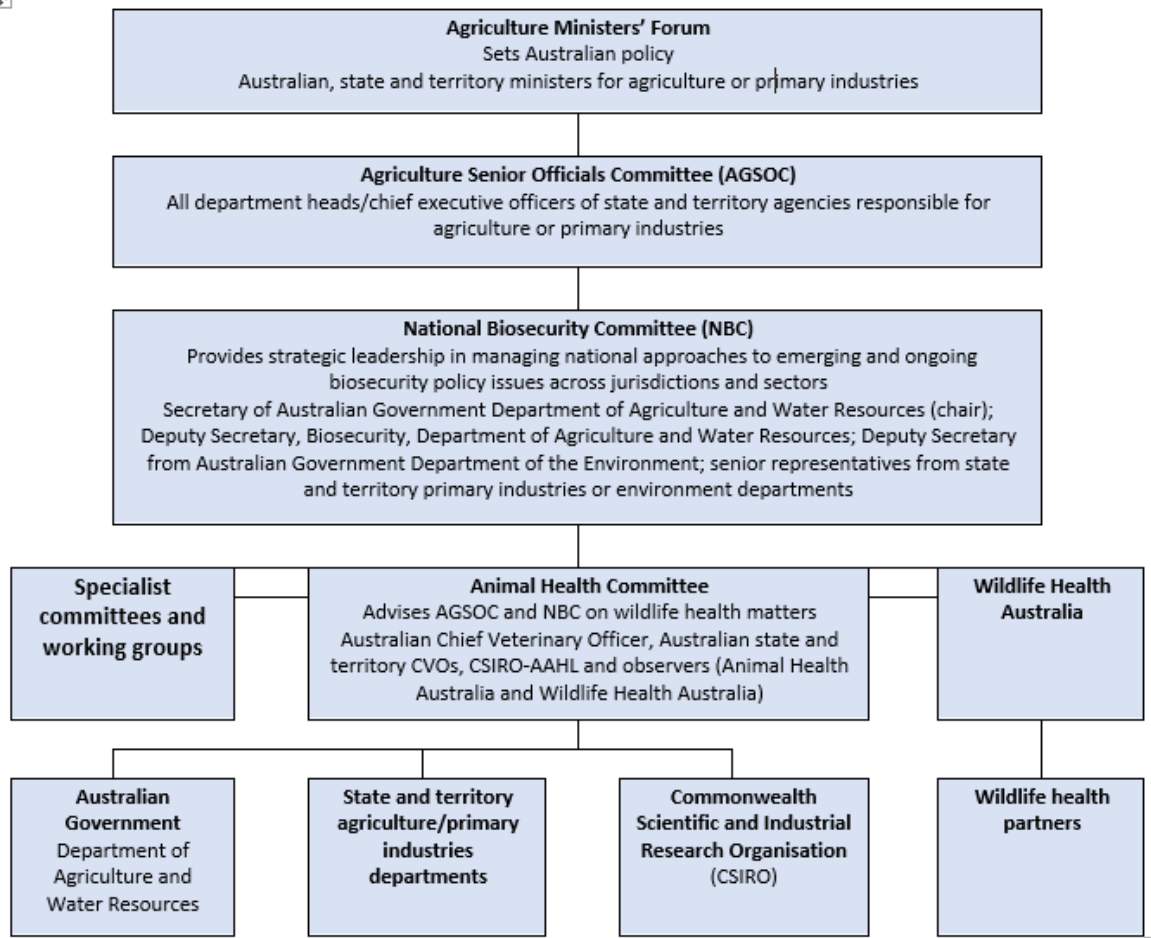 Agriculture Ministers’ Forum
Sets Australian policy
Australian, state and territory ministers for agriculture or primary industries
Agriculture Senior Officials Committee (AGSOC)
All department heads/chief executive officers of state and territory agencies responsible for
agriculture or primary industries
National Biosecurity Committee (NBC)
Provides strategic leadership in managing national approaches to emerging and ongoing
biosecurity policy issues across jurisdictions and sectors
Secretary of Australian Government Department of Agriculture and Water Resources (chair);
Deputy Secretary, Biosecurity, Department of Agriculture and Water Resources; Deputy Secretary
from Australian Government Department of the Environment; senior representatives from state
and territory primary industries or environment departments
Specialist
committees and
working groups
Animal Health Committee
Advises AGSOC and NBC on wildlife health matters
Australian Chief Veterinary Officer, Australian state and
territory CVOs, CSIRO-AAHL and observers (Animal Health
Australia and Wildlife Health Australia)
Wildlife Health
Australia
Australian
Government
Department of
Agriculture and
Water Resources
State and territory
agriculture/primary
industries
departments
Commonwealth
Scientific and Industrial
Research Organisation
(CSIRO)
Wildlife health
partners